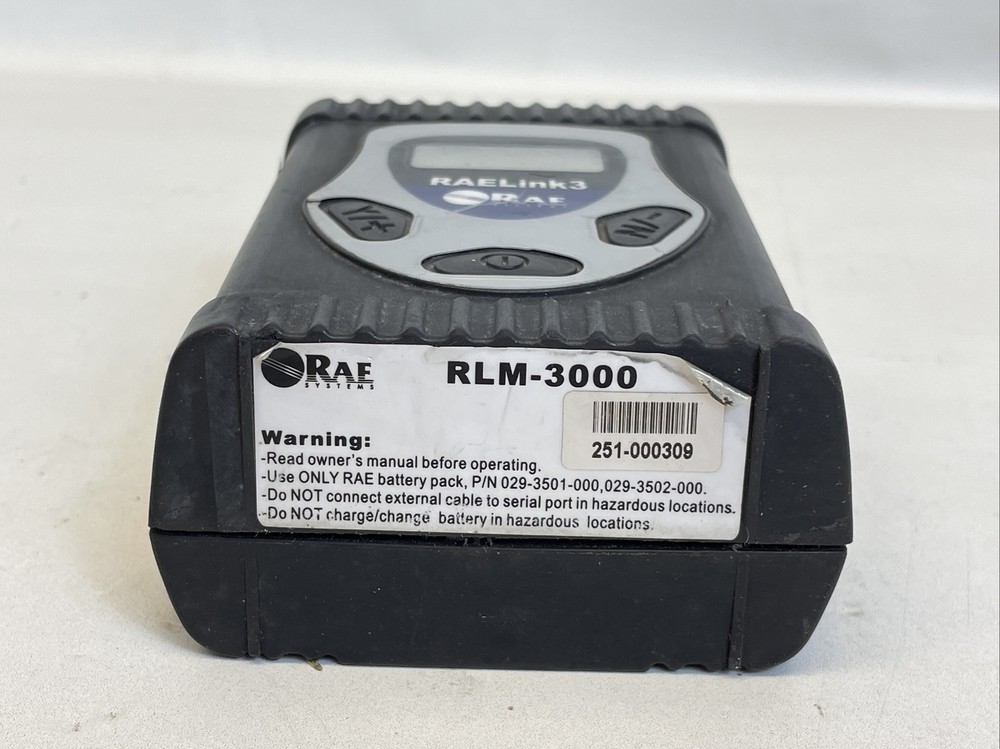 RAELink3
RAE
SYSTEMS
Y/+
N/-
RAE
SYSTEMS
RLM-3000
251-000309
Warning:
-Read owner's manual before operating.
-Use ONLY RAE battery pack, P/N 029-3501-000,029-3502-000.
-Do NOT connect external cable to serial port in hazardous locations.
-Do NOT charge/change battery in hazardous locations.